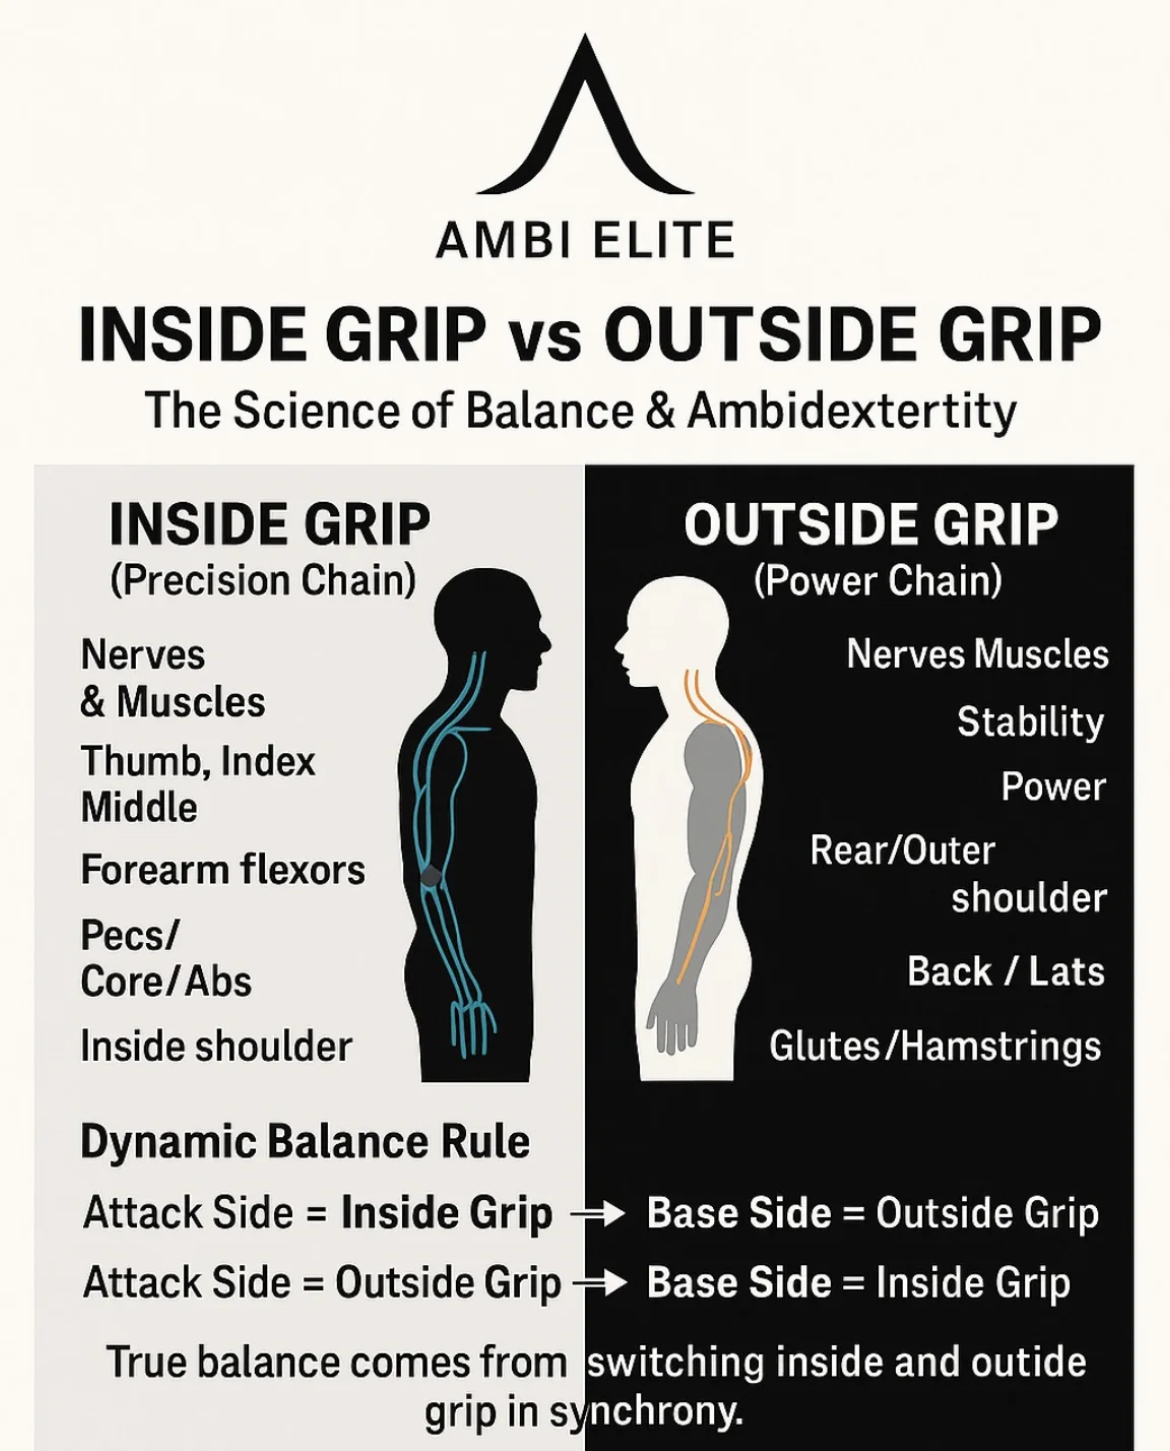 AMBI ELITE
INSIDE GRIP vs OUTSIDE GRIP
The Science of Balance & Ambidextertity
INSIDE GRIP
(Precision Chain)
Nerves
& Muscles
Thumb, Index
Middle
Forearm flexors
Pecs/
Core/Abs
Inside shoulder
OUTSIDE GRIP
(Power Chain)
Nerves Muscles
Stability
Power
Rear/Outer
shoulder
Back / Lats
Glutes/Hamstrings
Dynamic Balance Rule
Attack Side = Inside Grip → Base Side = Outside Grip
Attack Side = Outside Grip → Base Side = Inside Grip
True balance comes from switching inside and outide
grip in synchrony.